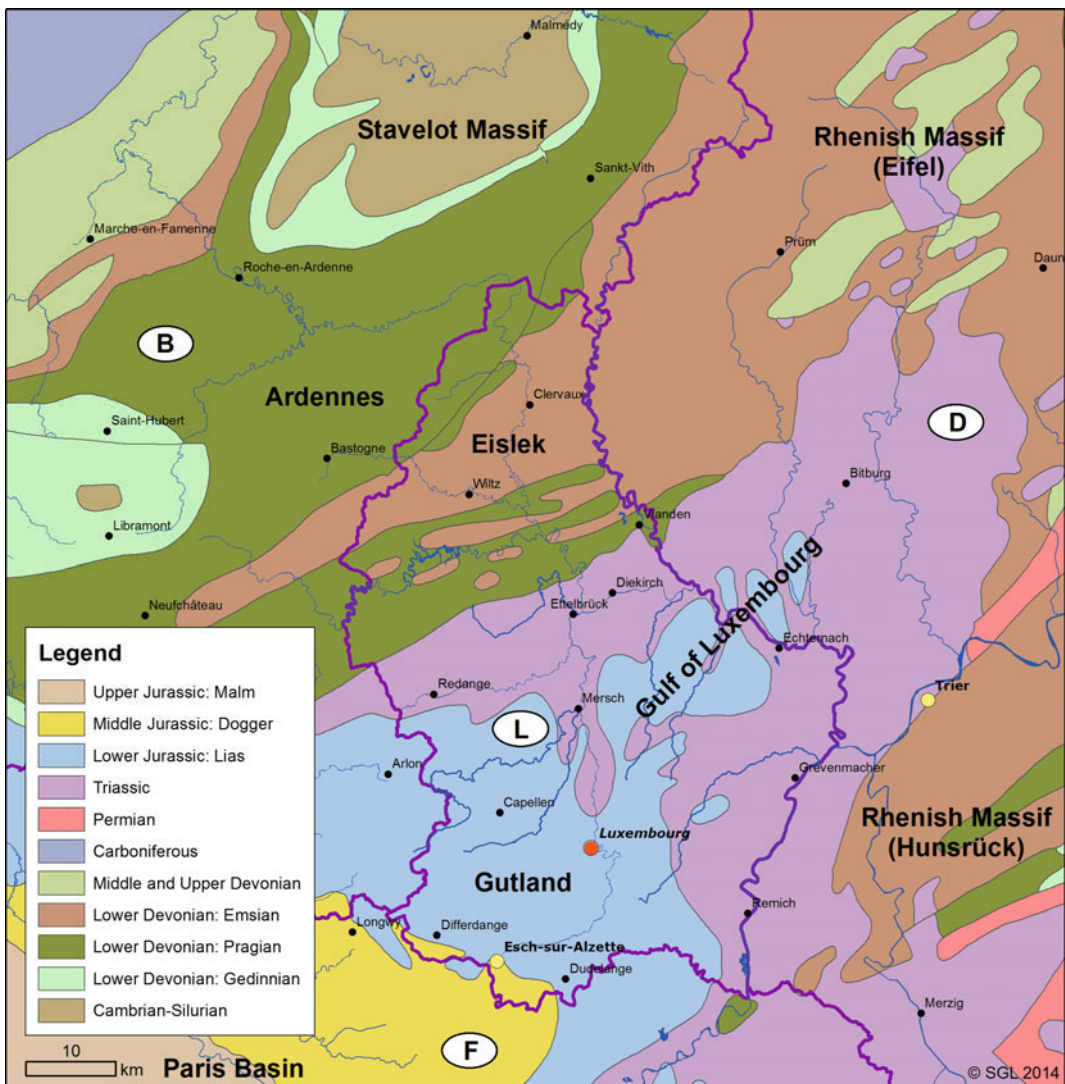 Malmédy
Stavelot Massif
Rhenish Massif
(Eifel)
Sankt-Vith
Marche-en-Famenne
Prüm
Daun
Roche-en-Ardenne
B
Ardennes
Clervaux
Saint-Hubert
D
Eislek
Bastogne
Bitburg
Wiltz
Vianden
Libramont
Gulf of Luxembourg
Diekirch
Neufchâteau
Ettelbrück
Echternach
Redange
Trier
Mersch
L
Arlon
Grevenmacher
Capellen
Rhenish Massif
(Hunsrück)
Luxembourg
Gutland
Remich
Longwy
Differdange
Esch-sur-Alzette
Dudelange
Merzig
F
Paris Basin
Legend
Upper Jurassic: Malm
Middle Jurassic: Dogger
Lower Jurassic: Lias
Triassic
Permian
Carboniferous
Middle and Upper Devonian
Lower Devonian: Emsian
Lower Devonian: Pragian
Lower Devonian: Gedinnian
Cambrian-Silurian
10
km
© SGL 2014